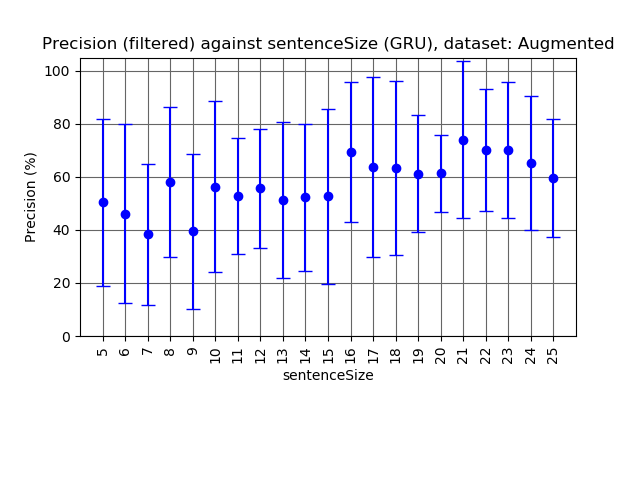 Precision (filtered) against sentenceSize (GRU), dataset: Augmented
100
80
60
40
20
0
Precision (%)
5 6 7 8 9 10 11 12 13 14 15 16 17 18 19 20 21 22 23 24 25
sentenceSize